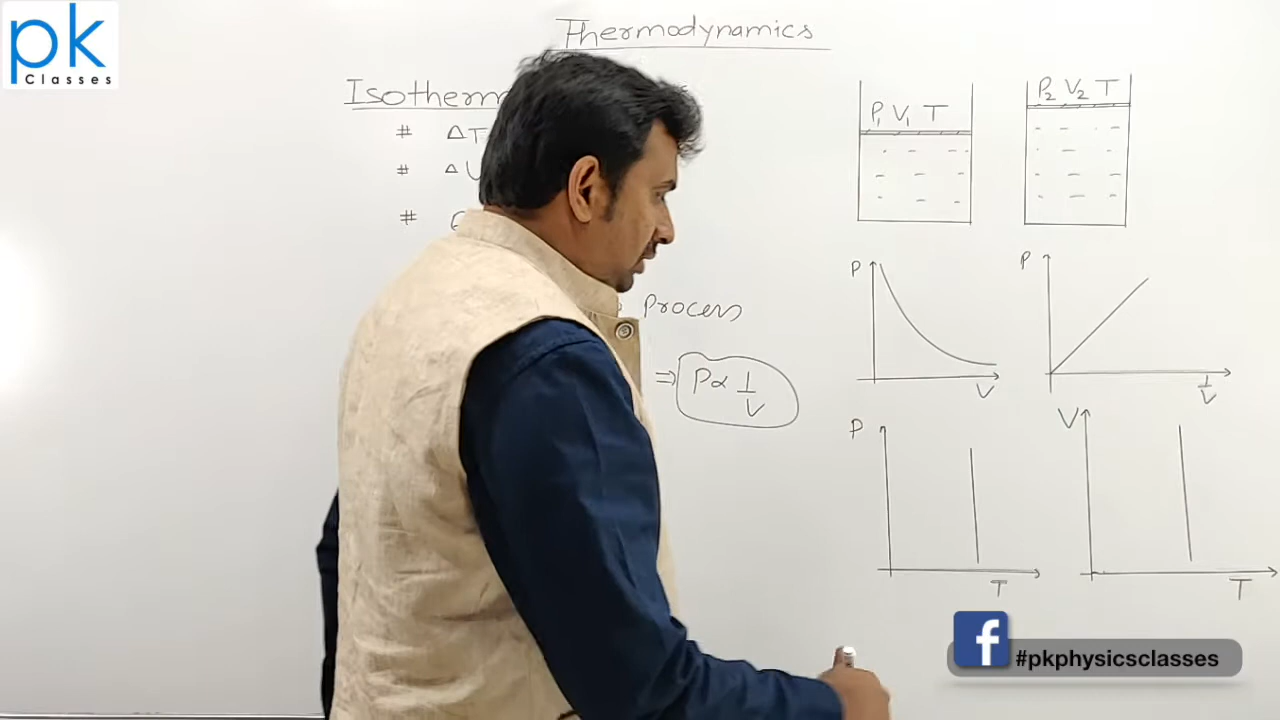 pk
Classes
Thermodynamics
Isotherm
# ΔT
# ΔU
#
Process
⇒ P∝ 1/V
P₁ V₁ T
P₂ V₂ T
P
V
P
1/V
P
T
V
T
f #pkphysicsclasses